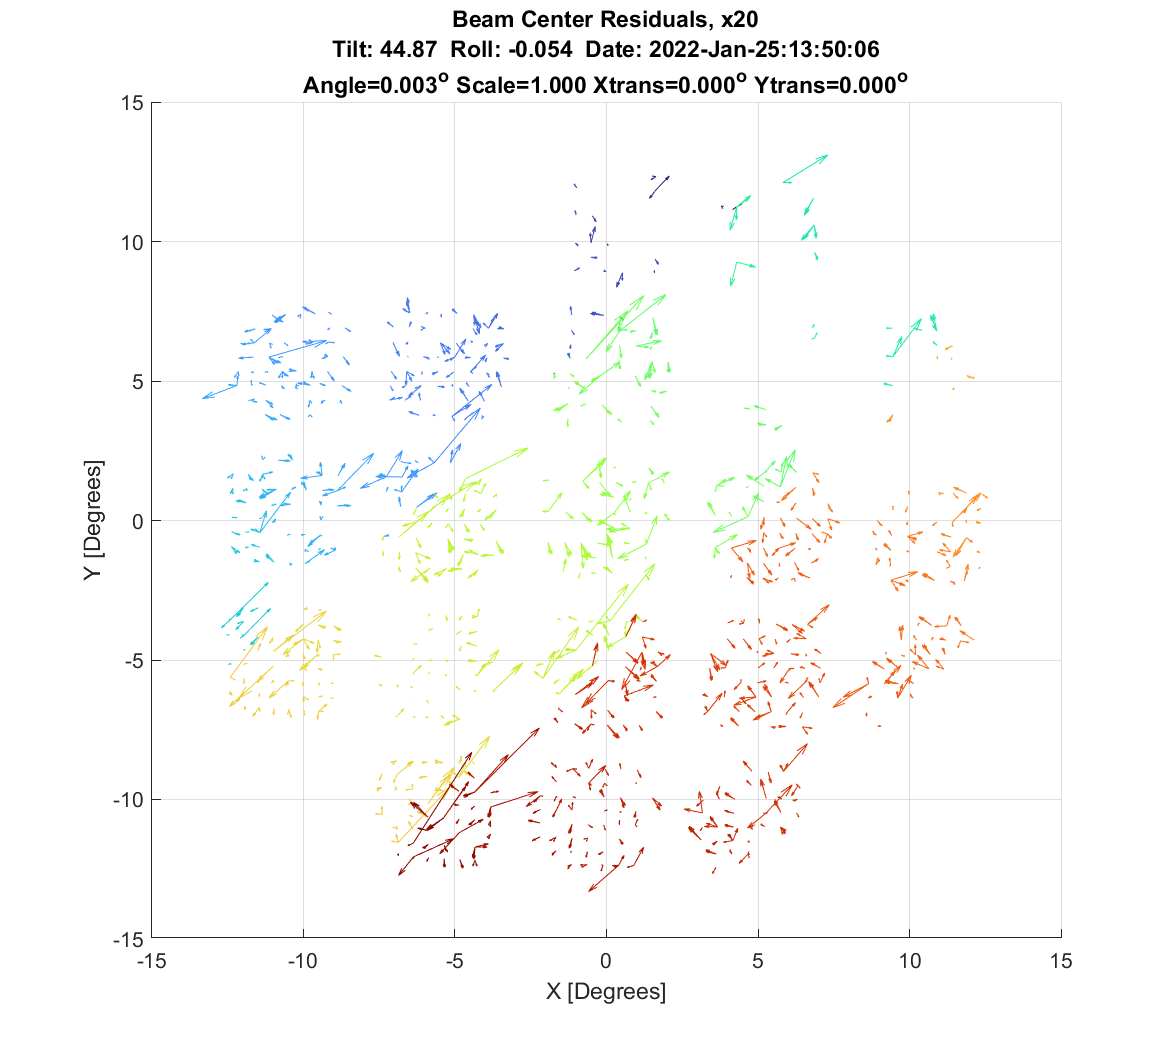 Beam Center Residuals, x20
Tilt: 44.87 Roll: -0.054 Date: 2022-Jan-25:13:50:06
Angle=0.003° Scale=1.000 Xtrans=0.000° Ytrans=0.000°
15
10
5
0
-5
-10
-15
Y [Degrees]
-15 -10 -5 0 5 10 15
X [Degrees]